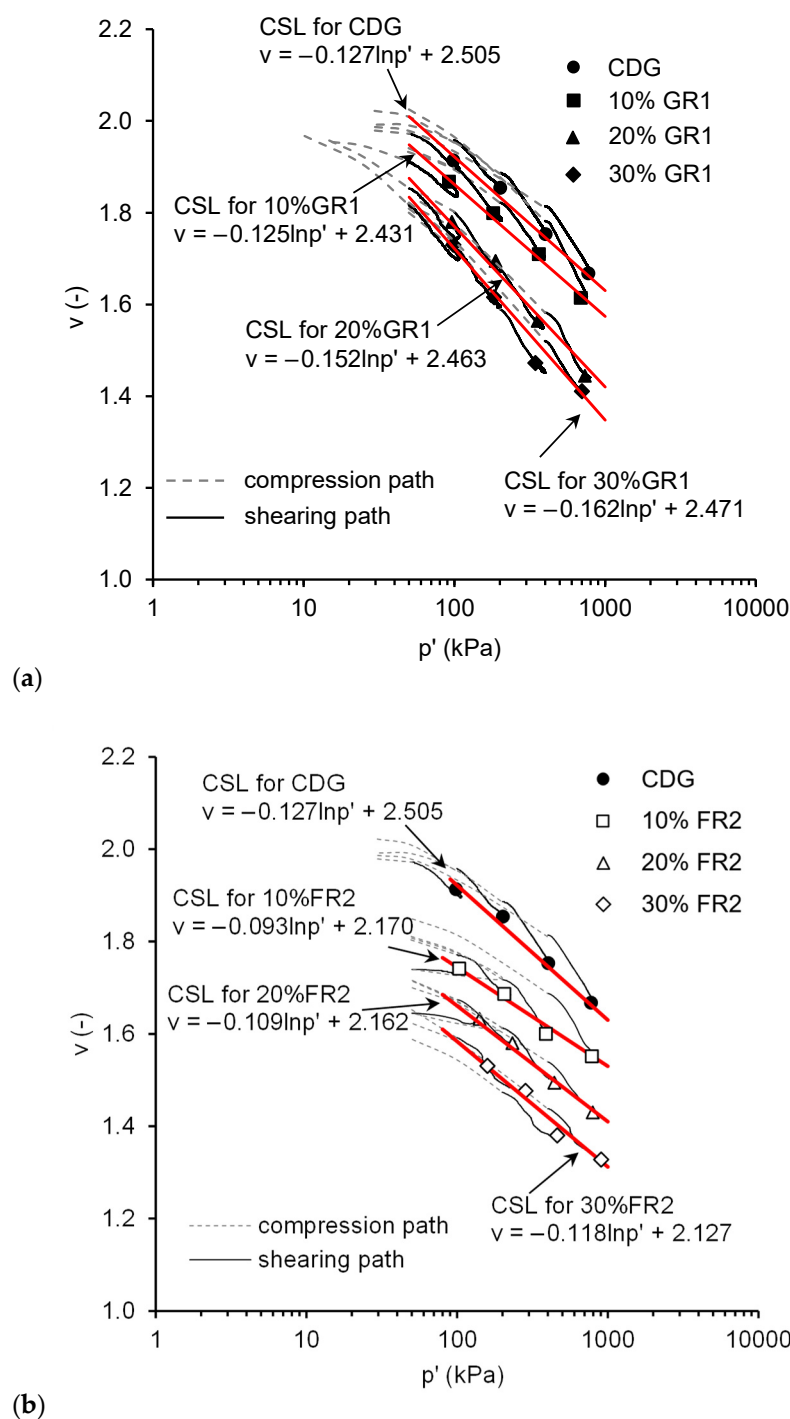 2.2
2.0
1.8
1.6
1.4
1.2
1.0
v (-)
CSL for CDG
v = −0.127lnp' + 2.505
CDG
10% GR1
20% GR1
30% GR1
CSL for 10%GR1
v = −0.125lnp' + 2.431
CSL for 20%GR1
v = −0.152lnp' + 2.463
CSL for 30%GR1
v = −0.162lnp' + 2.471
compression path
shearing path
1 10 100 1000 10000
p' (kPa)
(a)
2.2
2.0
1.8
1.6
1.4
1.2
1.0
v (-)
CSL for CDG
v = −0.127lnp' + 2.505
CDG
10% FR2
20% FR2
30% FR2
CSL for 10%FR2
v = −0.093lnp' + 2.170
CSL for 20%FR2
v = −0.109lnp' + 2.162
CSL for 30%FR2
v = −0.118lnp' + 2.127
compression path
shearing path
1 10 100 1000 10000
p' (kPa)
(b)